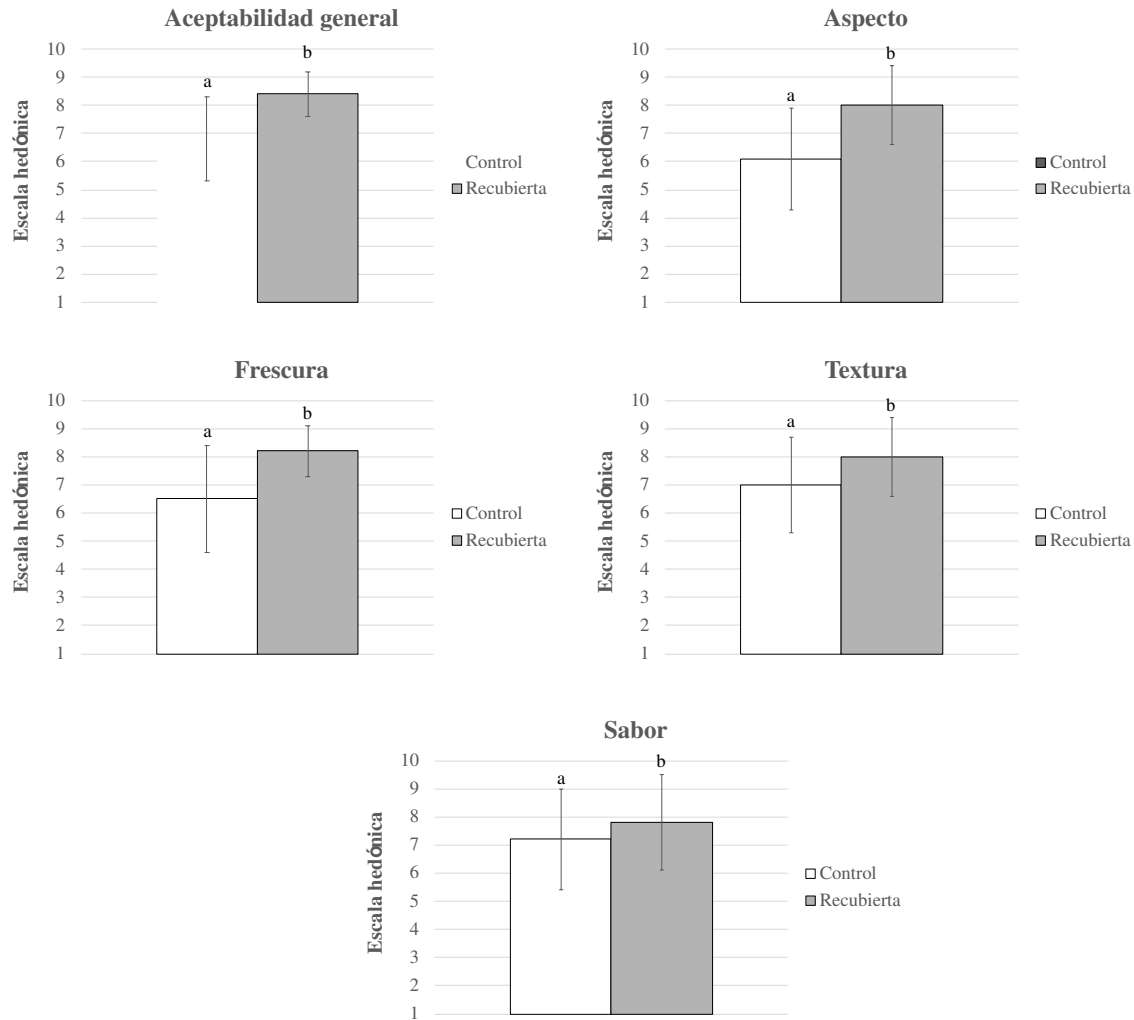 Aceptabilidad general
10
9
8
7
6
5
4
3
2
1
Escala hedónica
a
b
Control
Recubierta
Aspecto
10
9
8
7
6
5
4
3
2
1
Escala hedónica
a
b
Control
Recubierta
Frescura
10
9
8
7
6
5
4
3
2
1
Escala hedónica
a
b
Control
Recubierta
Textura
10
9
8
7
6
5
4
3
2
1
Escala hedónica
a
b
Control
Recubierta
Sabor
10
9
8
7
6
5
4
3
2
1
Escala hedónica
a
b
Control
Recubierta